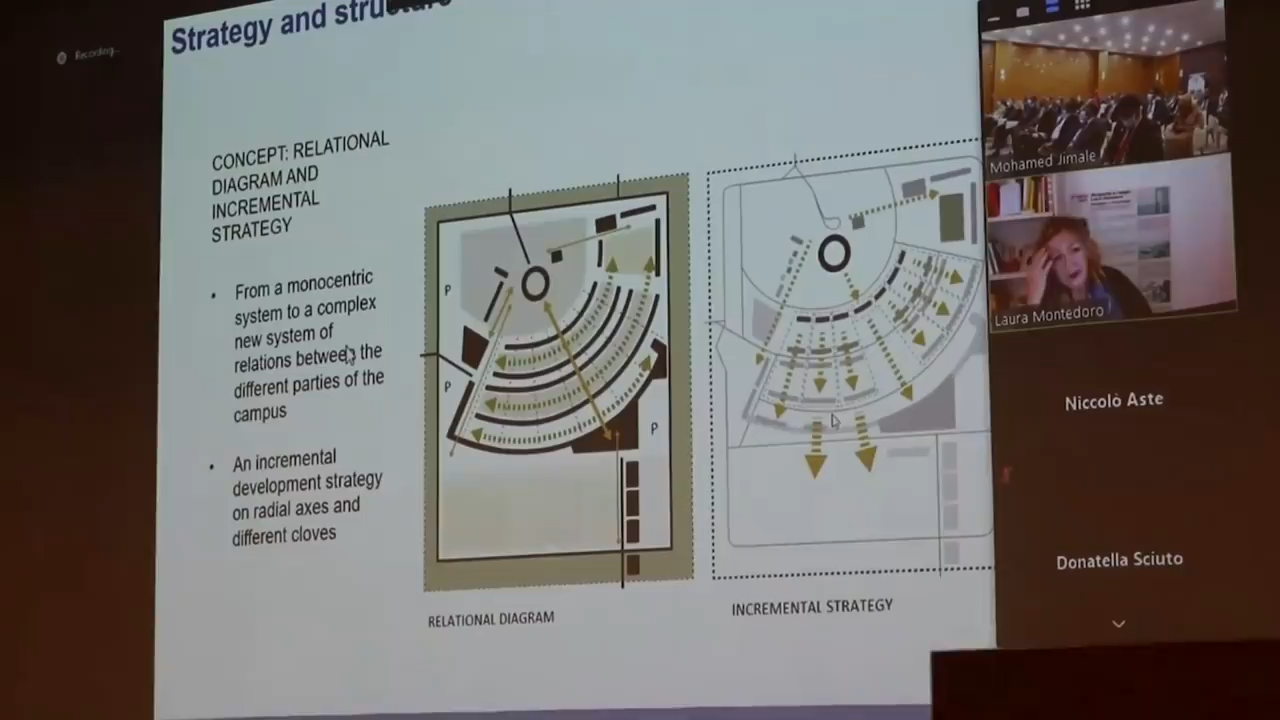 Strategy and structure
Recording...
CONCEPT: RELATIONAL
DIAGRAM AND
INCREMENTAL
STRATEGY
• From a monocentric
system to a complex
new system of
relations between the
different parties of the
campus
• An incremental
development strategy
on radial axes and
different cloves
P
P
P
RELATIONAL DIAGRAM
INCREMENTAL STRATEGY
Mohamed Jimale
Laura Montedoro
Niccolò Aste
Donatella Sciuto